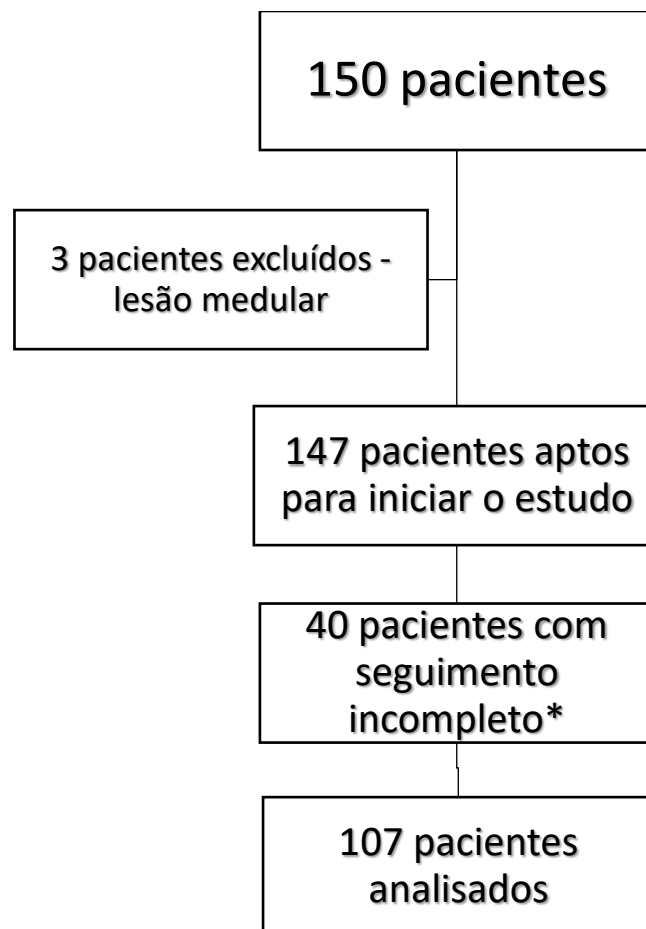 150 pacientes
3 pacientes excluídos -
lesão medular
147 pacientes aptos
para iniciar o estudo
40 pacientes com
seguimento
incompleto*
107 pacientes
analisados